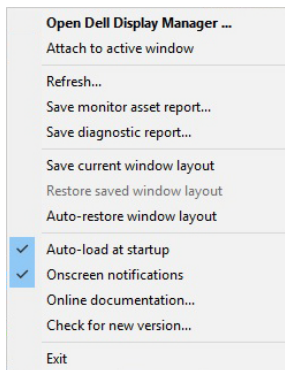 Open Dell Display Manager ...
Attach to active window
Refresh...
Save monitor asset report...
Save diagnostic report...
Save current window layout
Restore saved window layout
Auto-restore window layout
Auto-load at startup
Onscreen notifications
Online documentation...
Check for new version...
Exit